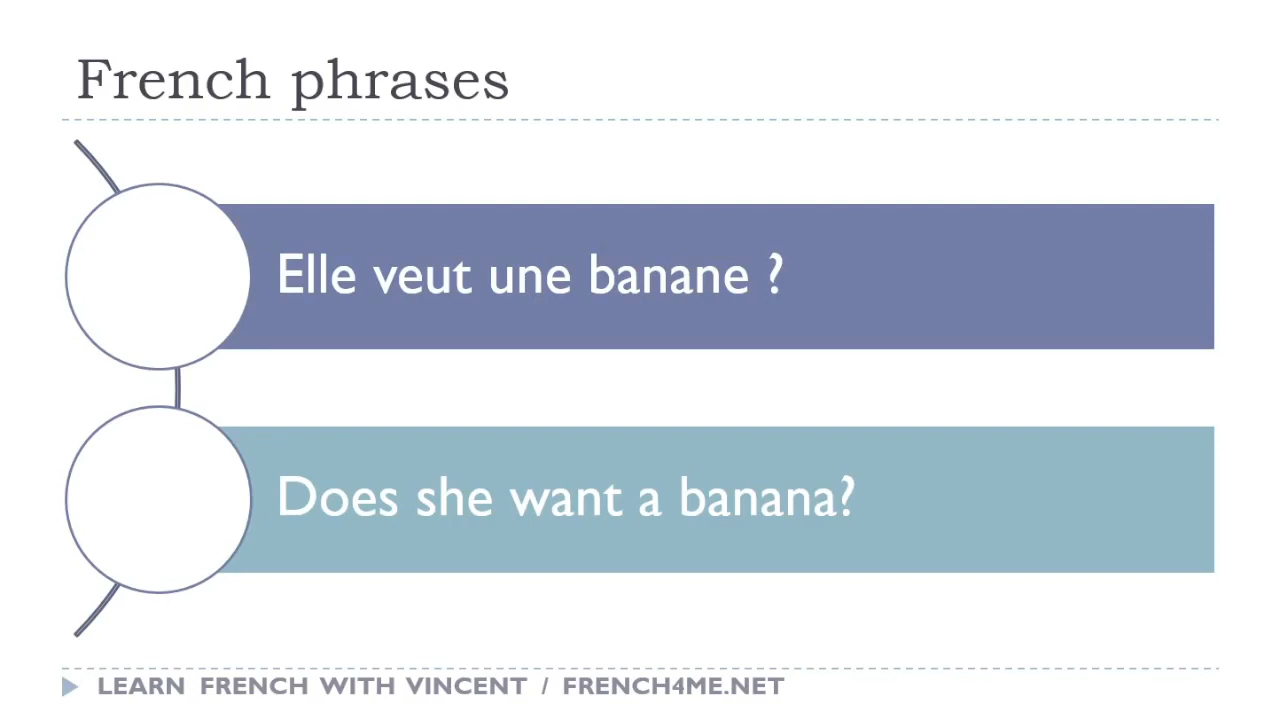 French phrases
Elle veut une banane ?
Does she want a banana?
LEARN FRENCH WITH VINCENT / FRENCH4ME.NET